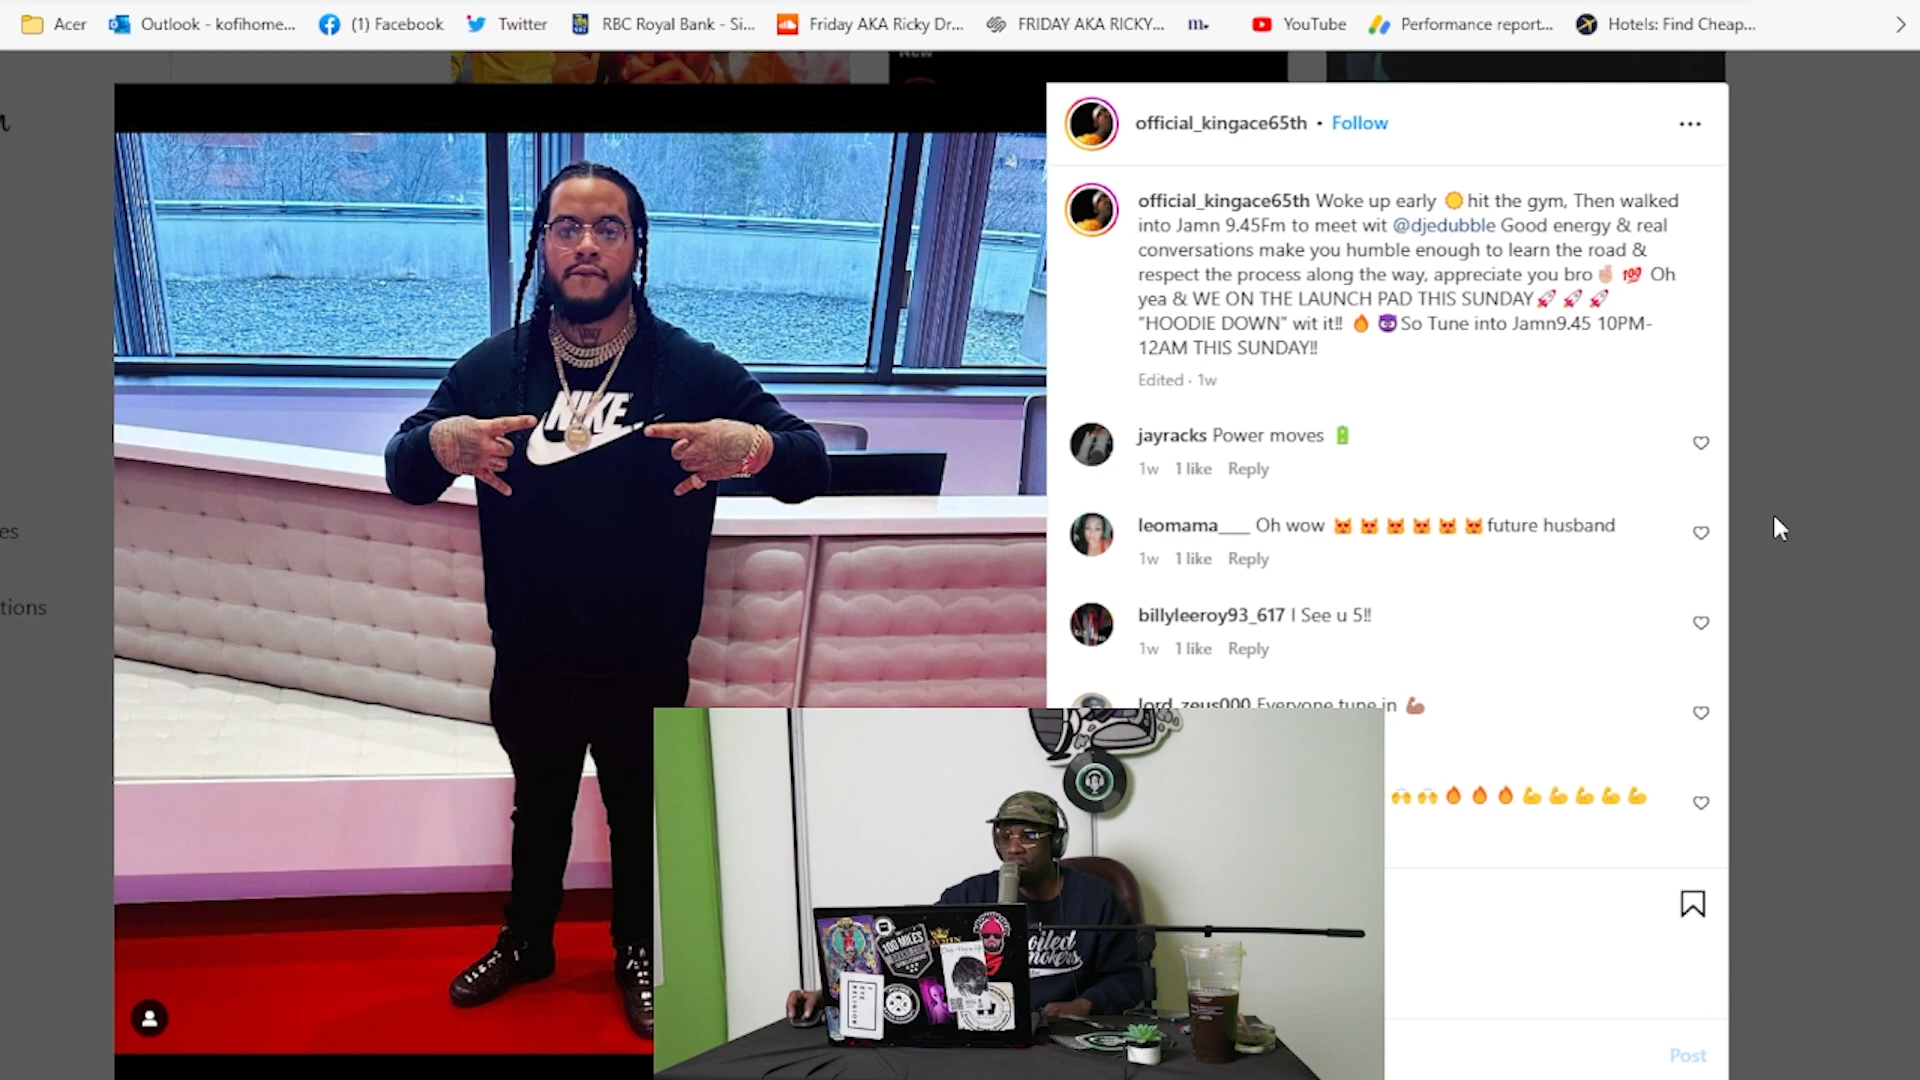 Acer
Outlook - kofihome...
(1) Facebook
Twitter
RBC Royal Bank - Si...
Friday AKA Ricky Dr...
FRIDAY AKA RICKY...
m.
YouTube
Performance report...
Hotels: Find Cheap...
official_kingace65th • Follow
official_kingace65th Woke up early 🌞hit the gym, Then walked
into Jamn 9.45Fm to meet wit @djedubble Good energy & real
conversations make you humble enough to learn the road &
respect the process along the way, appreciate you bro🤞🏼 💯 Oh
yea & WE ON THE LAUNCH PAD THIS SUNDAY🚀 🚀 🚀
“HOODIE DOWN” wit it!! 🔥 😈So Tune into Jamn9.45 10PM-
12AM THIS SUNDAY!!
Edited · 1w
jayracks Power moves 🔋
1w 1 like Reply
leomama___ Oh wow 😻 😻 😻 😻 😻 😻future husband
1w 1 like Reply
billyleeroy93_617 I See u 5!!
1w 1 like Reply
lord_zeus000 Everyone tune in 💪🏽
🙌 🙌 🔥 🔥 🔥 💪 💪 💪 💪 💪
Post
es
tions
NIKE
100 MILES
oiled
mokers